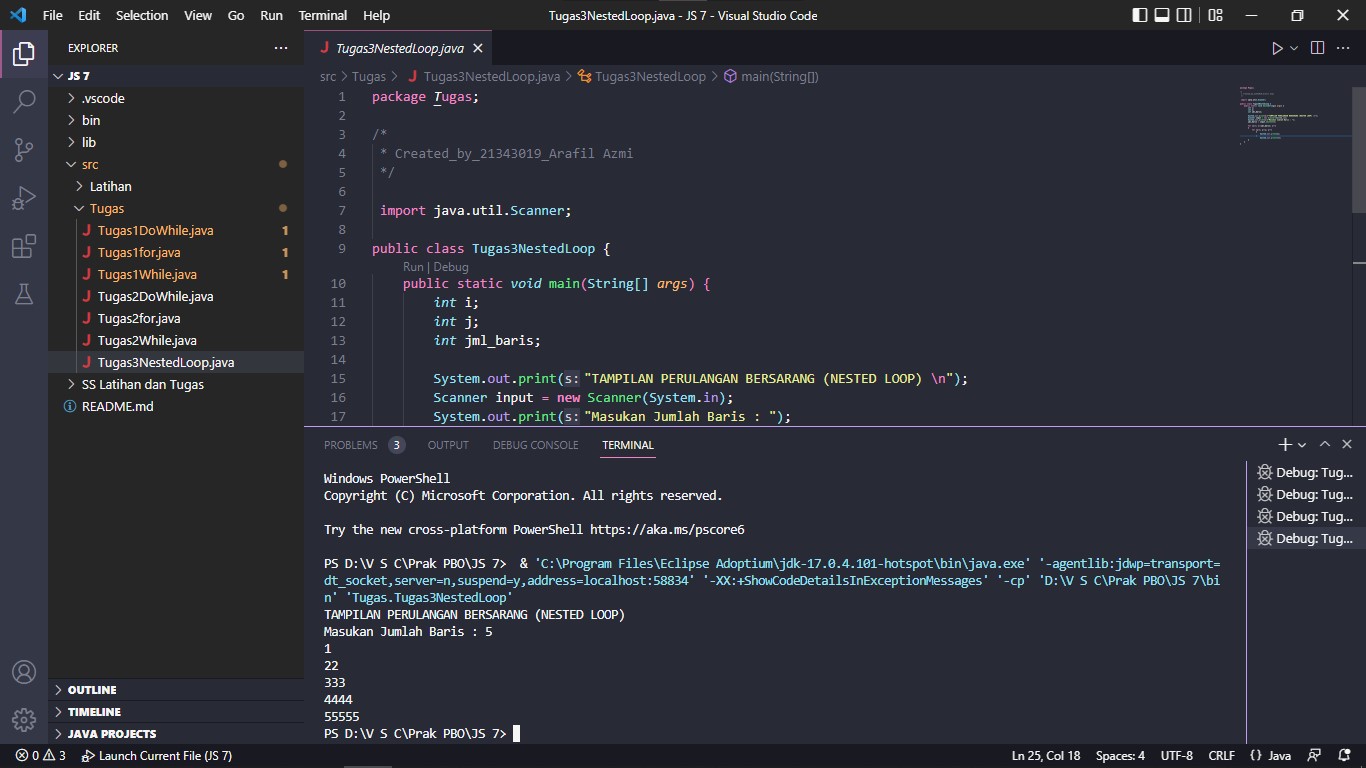 File Edit Selection View Go Run Terminal Help
Tugas3NestedLoop.java - JS 7 - Visual Studio Code
EXPLORER
JS 7
.vscode
bin
lib
src
Latihan
Tugas
Tugas1DoWhile.java 1
Tugas1for.java 1
Tugas1While.java 1
Tugas2DoWhile.java
Tugas2for.java
Tugas2While.java
Tugas3NestedLoop.java
SS Latihan dan Tugas
README.md
OUTLINE
TIMELINE
JAVA PROJECTS
Tugas3NestedLoop.java
src > Tugas > Tugas3NestedLoop.java > Tugas3NestedLoop > main(String[])
1 package Tugas;
2
3 /*
4 * Created_by_21343019_Arafil Azmi
5 */
6
7 import java.util.Scanner;
8
9 public class Tugas3NestedLoop {
Run | Debug
10 public static void main(String[] args) {
11 int i;
12 int j;
13 int jml_baris;
14
15 System.out.print(s: "TAMPILAN PERULANGAN BERSARANG (NESTED LOOP) \n");
16 Scanner input = new Scanner(System.in);
17 System.out.print(s: "Masukan Jumlah Baris : ");
PROBLEMS 3 OUTPUT DEBUG CONSOLE TERMINAL
Windows PowerShell
Copyright (C) Microsoft Corporation. All rights reserved.
Try the new cross-platform PowerShell https://aka.ms/pscore6
PS D:\V S C\Prak PBO\JS 7>  & 'C:\Program Files\Eclipse Adoptium\jdk-17.0.4.101-hotspot\bin\java.exe' '-agentlib:jdwp=transport=
dt_socket,server=n,suspend=y,address=localhost:58834' '-XX:+ShowCodeDetailsInExceptionMessages' '-cp' 'D:\V S C\Prak PBO\JS 7\bi
n' 'Tugas.Tugas3NestedLoop'
TAMPILAN PERULANGAN BERSARANG (NESTED LOOP)
Masukan Jumlah Baris : 5
1
22
333
4444
55555
PS D:\V S C\Prak PBO\JS 7>
Debug: Tug...
Debug: Tug...
Debug: Tug...
Debug: Tug...
0 3 Launch Current File (JS 7)
Ln 25, Col 18 Spaces: 4 UTF-8 CRLF {} Java